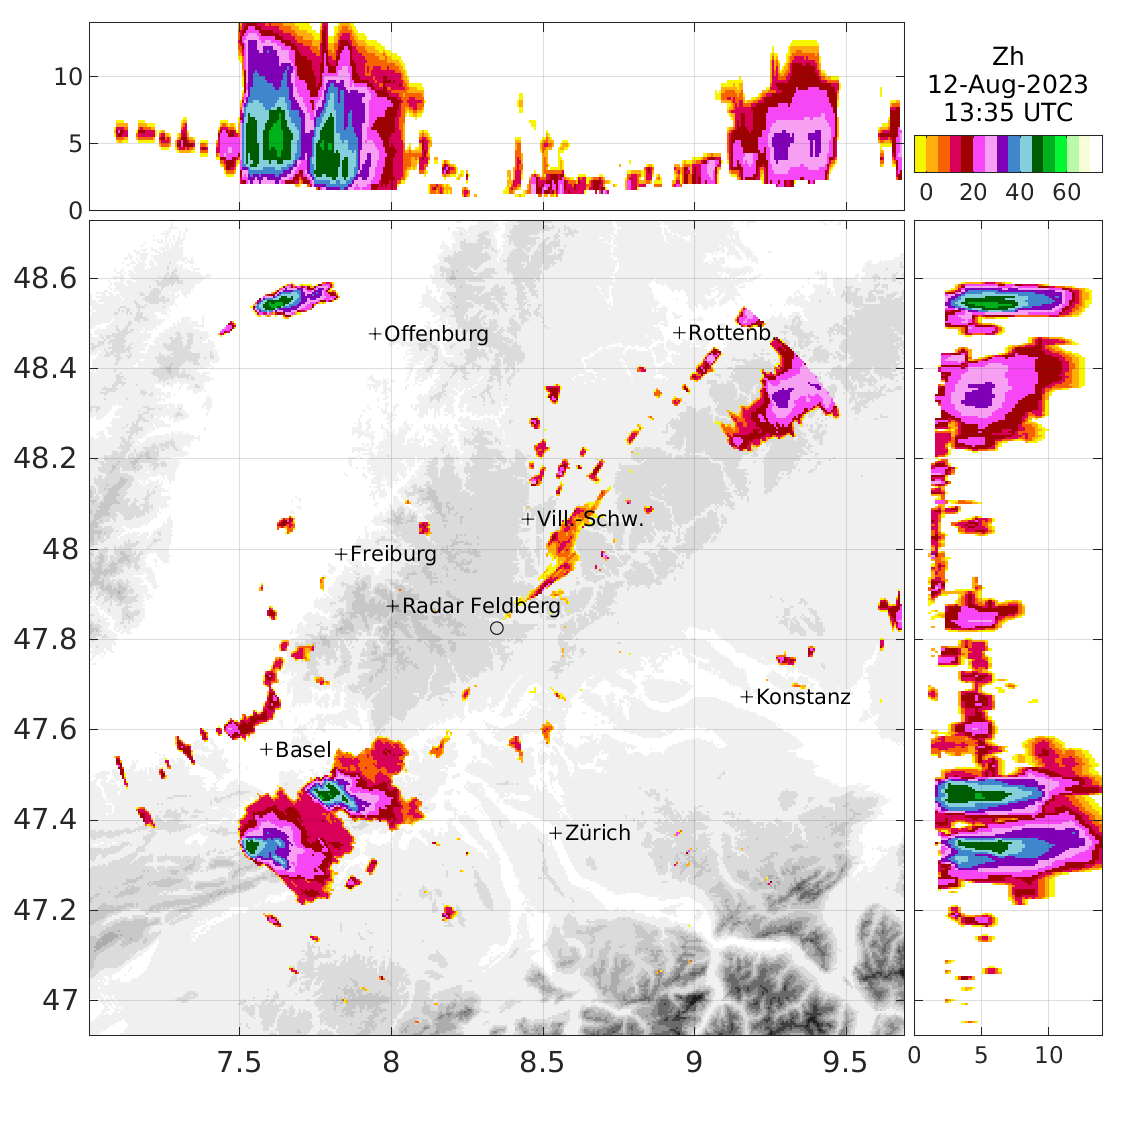 Zh
12-Aug-2023
13:35 UTC
0 20 40 60
10
5
0
48.6
48.4
48.2
48
47.8
47.6
47.4
47.2
47
Offenburg
Rottenb.
Vill.-Schw.
Freiburg
Radar Feldberg
Konstanz
Basel
Zürich
7.5 8 8.5 9 9.5
0 5 10